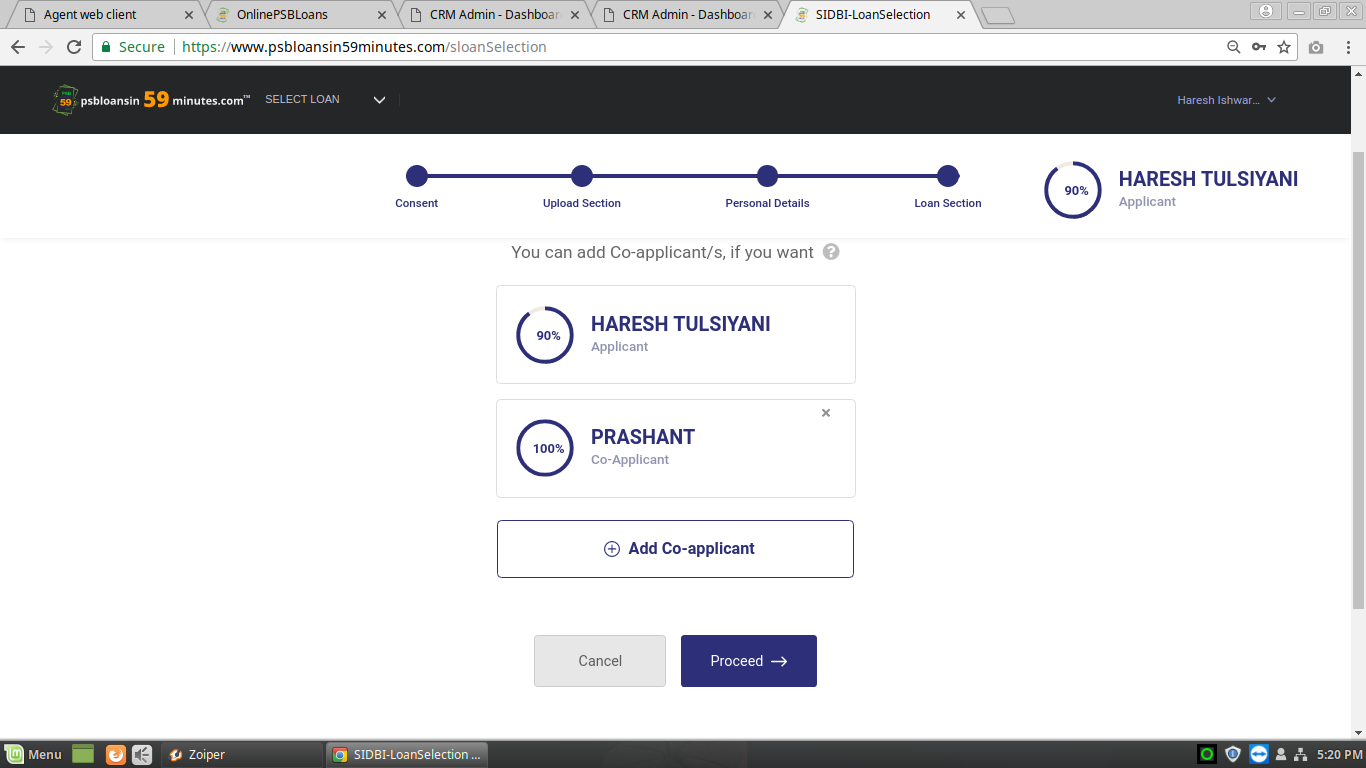 Agent web client
OnlinePSBLoans
CRM Admin - Dashboar
CRM Admin - Dashboar
SIDBI-LoanSelection
Secure
https://www.psbloansin59minutes.com/sloanSelection
PSB
59
psbloansin 59 minutes.com™
SELECT LOAN
Haresh Ishwar...
Consent
Upload Section
Personal Details
Loan Section
90%
HARESH TULSIYANI
Applicant
You can add Co-applicant/s, if you want ?
90%
HARESH TULSIYANI
Applicant
100%
PRASHANT
Co-Applicant
Add Co-applicant
Cancel
Proceed
Menu
Zoiper
SIDBI-LoanSelection ...
5:20 PM